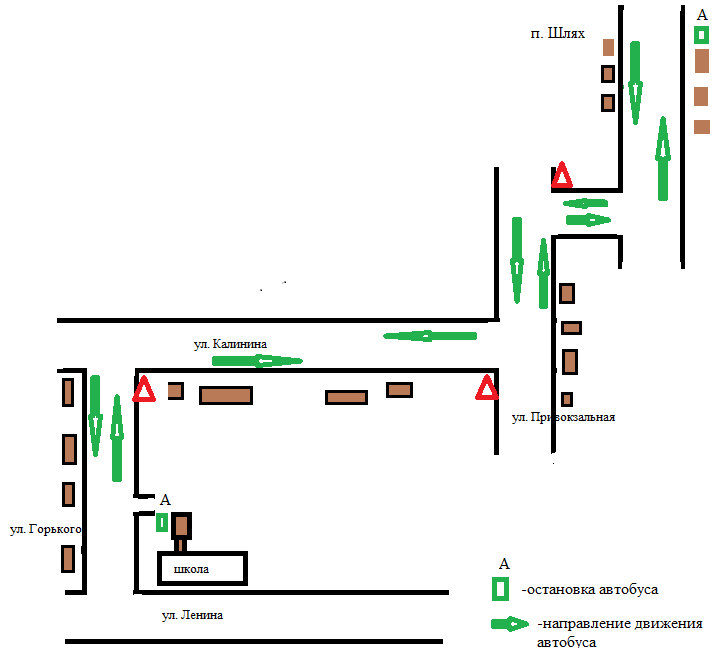 А
п. Шлях
ул. Калинина
ул. Привокзальная
А
ул. Горького
школа
А
-остановка автобуса
ул. Ленина
-направление движения
автобуса